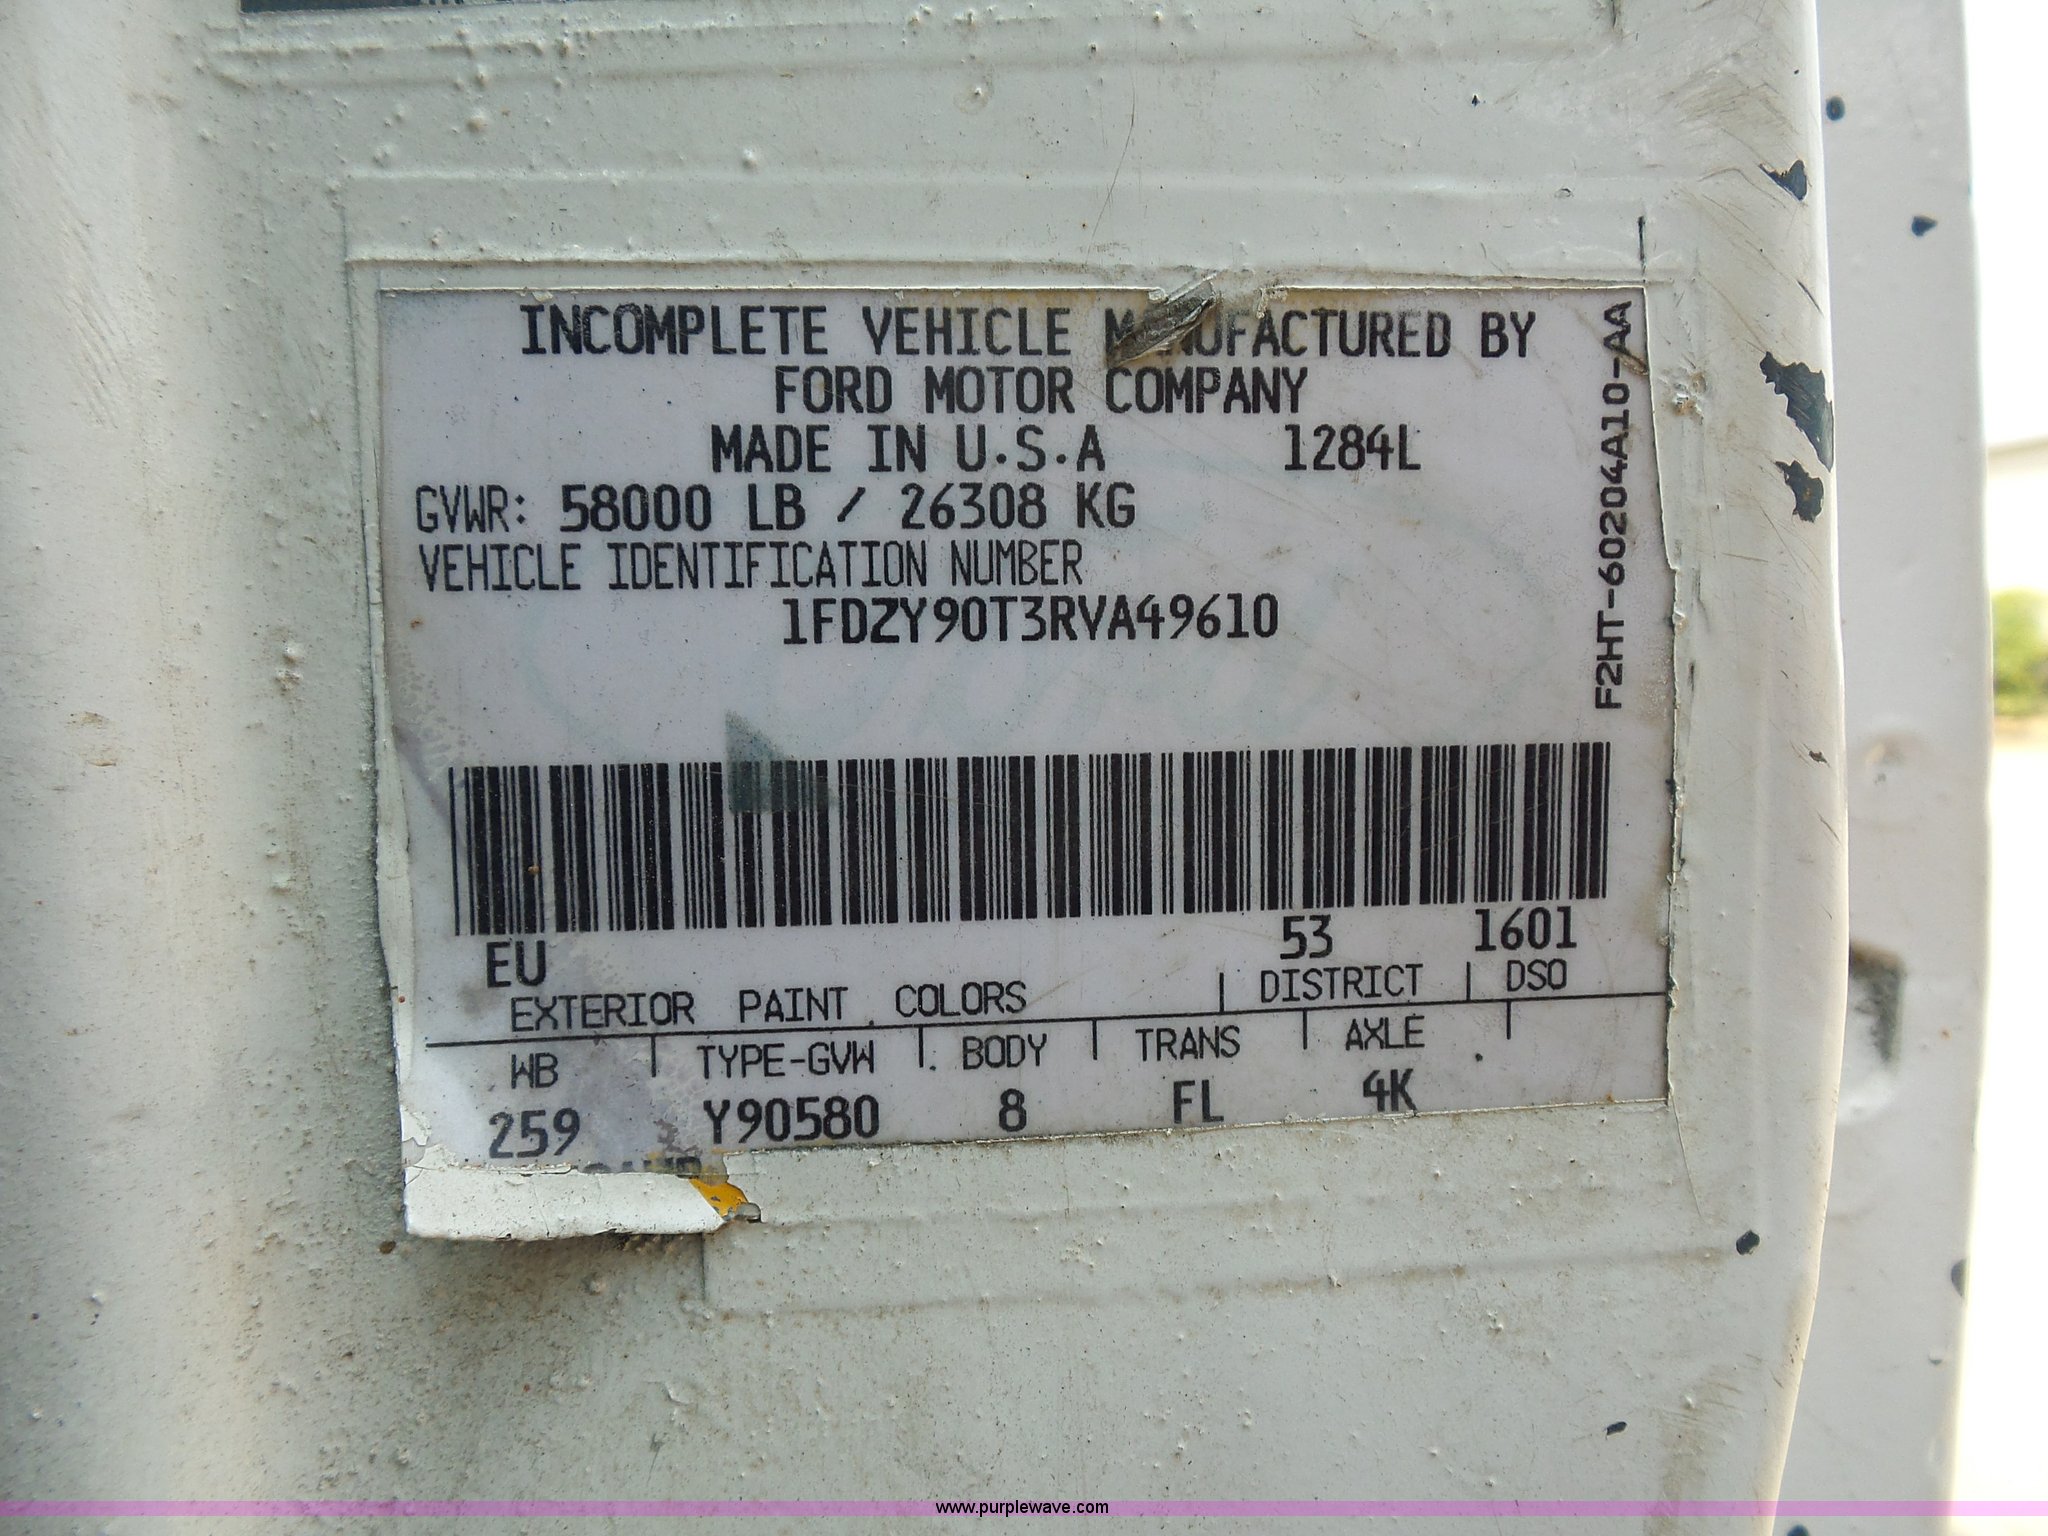 INCOMPLETE VEHICLE MANUFACTURED BY
FORD MOTOR COMPANY
MADE IN U.S.A 1284L
GVWR: 58000 LB / 26308 KG
VEHICLE IDENTIFICATION NUMBER
1FDZY90T3RVA49610
F2HT-60204A10-AA
EU 53 1601
EXTERIOR PAINT COLORS DISTRICT DSO
WB TYPE-GVW BODY TRANS AXLE
259 Y90580 8 FL 4K
www.purplewave.com